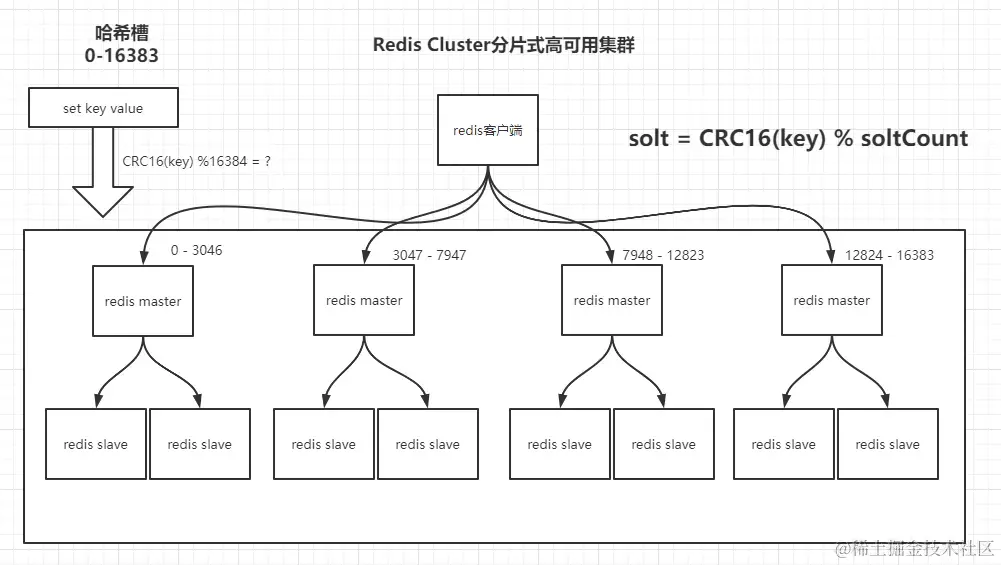 哈希槽
0-16383
Redis Cluster分片式高可用集群
set key value
redis客户端
solt = CRC16(key) % soltCount
CRC16(key) %16384 = ?
0 - 3046
3047 - 7947
7948 - 12823
12824 - 16383
redis master
redis master
redis master
redis master
redis slave
redis slave
redis slave
redis slave
redis slave
redis slave
redis slave
redis slave
@稀土掘金技术社区